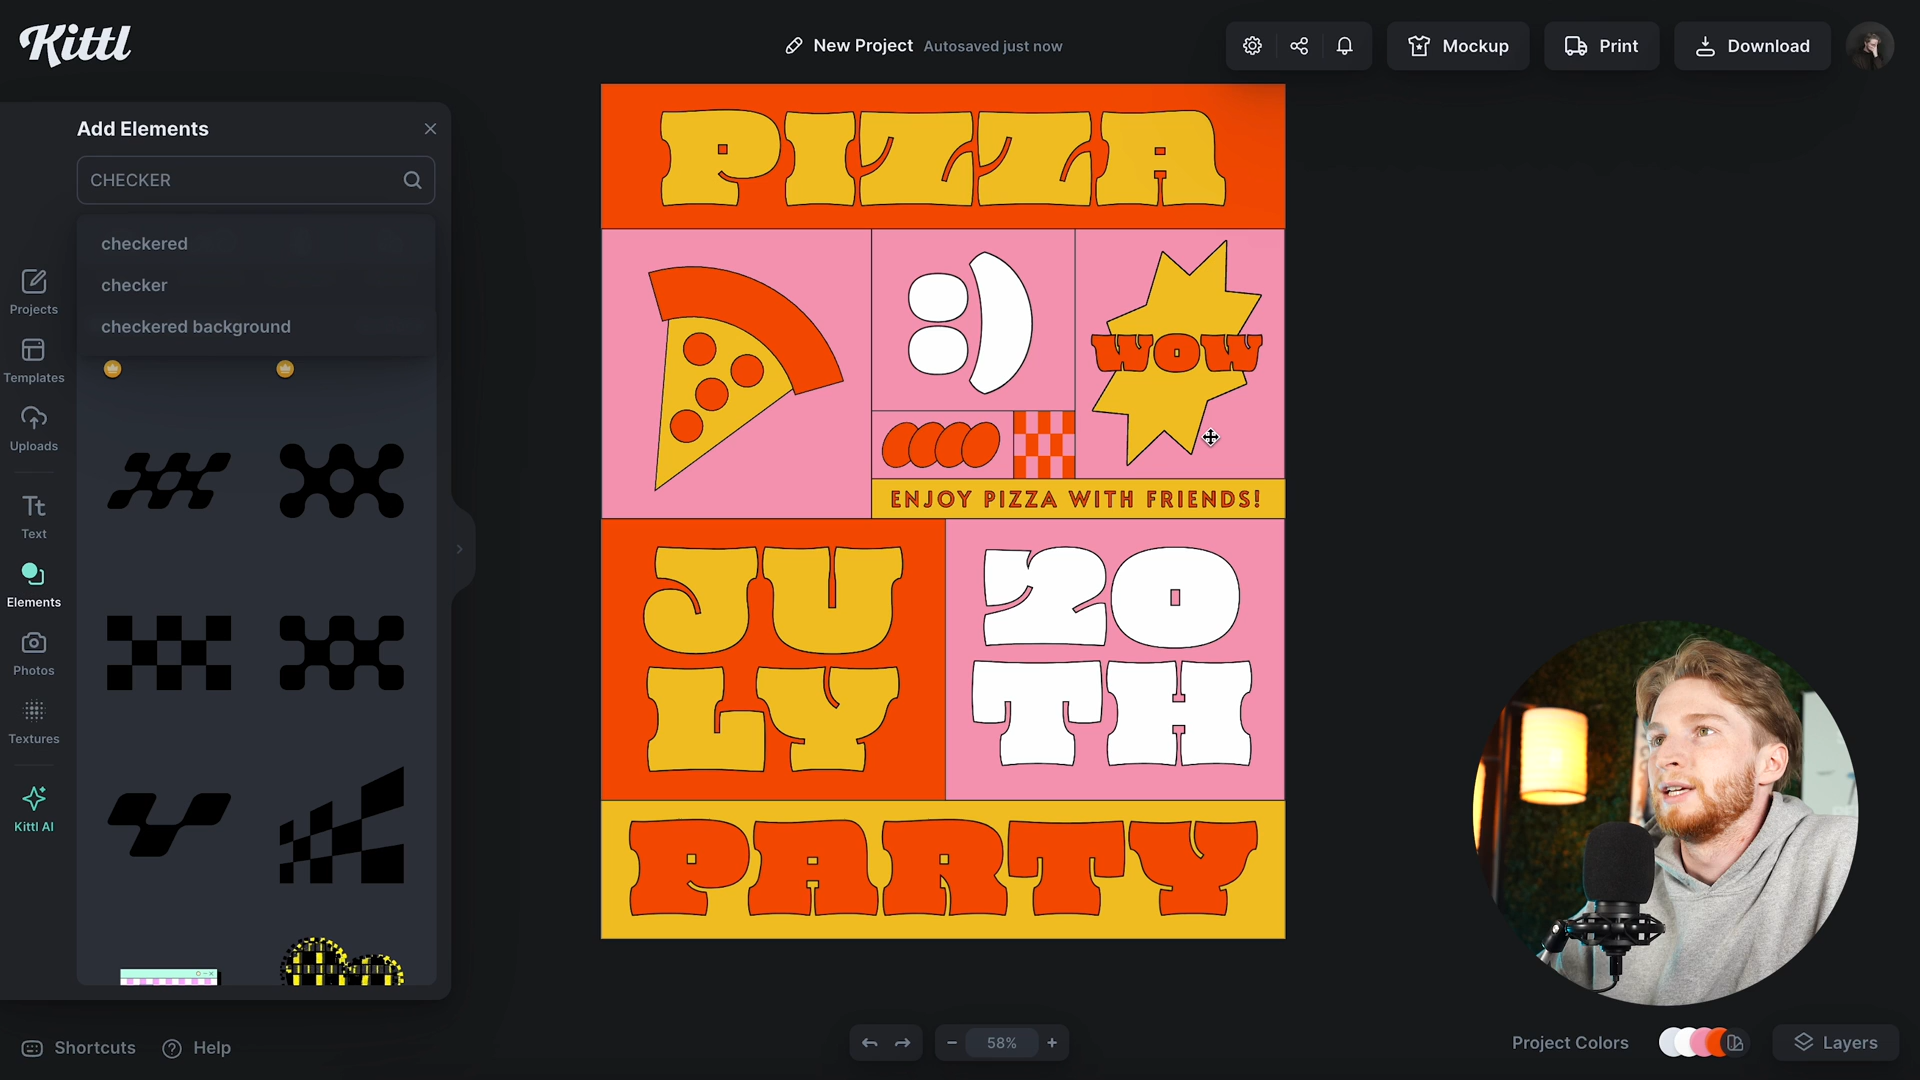 Kittl
New Project Autosaved just now
Mockup
Print
Download
Add Elements
CHECKER
checkered
checker
checkered background
Projects
Templates
Uploads
Tt
Text
Elements
Photos
Textures
Kittl AI
PIZZA
:)
WOW
ENJOY PIZZA WITH FRIENDS!
JU
LY
20
TH
PARTY
Shortcuts
Help
58%
Project Colors
Layers